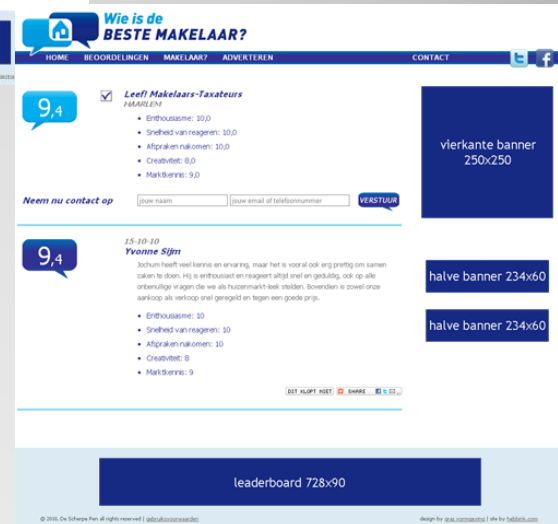 Wie is de
BESTE MAKELAAR?
HOME BEOORDELINGEN MAKELAAR? ADVERTEREN CONTACT
9,4
Leef! Makelaars-Taxateurs
HAARLEM
• Enthousiasme: 10,0
• Snelheid van reageren: 10,0
• Afspraken nakomen: 10,0
• Creativiteit: 8,0
• Marktkennis: 9,0
Neem nu contact op jouw naam jouw email of telefoonnummer VERSTUUR
vierkante banner
250x250
9,4
15-10-10
Yvonne Sijm
Jochum heeft veel kennis en ervaring, maar het is vooral ook erg prettig om samen
zaken te doen. Hij is enthousiast en reageert altijd snel en geduldig, ook op alle
onbenullige vragen die we als huizenmarkt-leek stelden. Bovendien is zowel onze
aankoop als verkoop snel geregeld en tegen een goede prijs.
• Enthousiasme: 10
• Snelheid van reageren: 10
• Afspraken nakomen: 10
• Creativiteit: 8
• Marktkennis: 9
DIT KLOPT NIET SHARE
halve banner 234x60
halve banner 234x60
leaderboard 728x90
© 2010, De Scherpe Pen all rights reserved | gebruiksvoorwaarden
design by gras vormgeving | site by hebbink.com